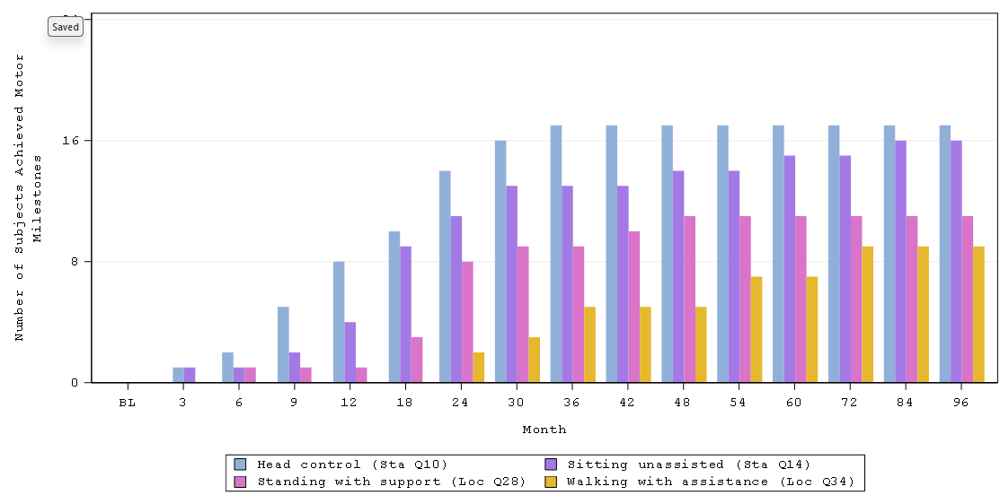 Saved
Number of Subjects Achieved Motor
Milestones
16
8
0
BL 3 6 9 12 18 24 30 36 42 48 54 60 72 84 96
Month
Head control (Sta Q10) Sitting unassisted (Sta Q14)
Standing with support (Loc Q28) Walking with assistance (Loc Q34)